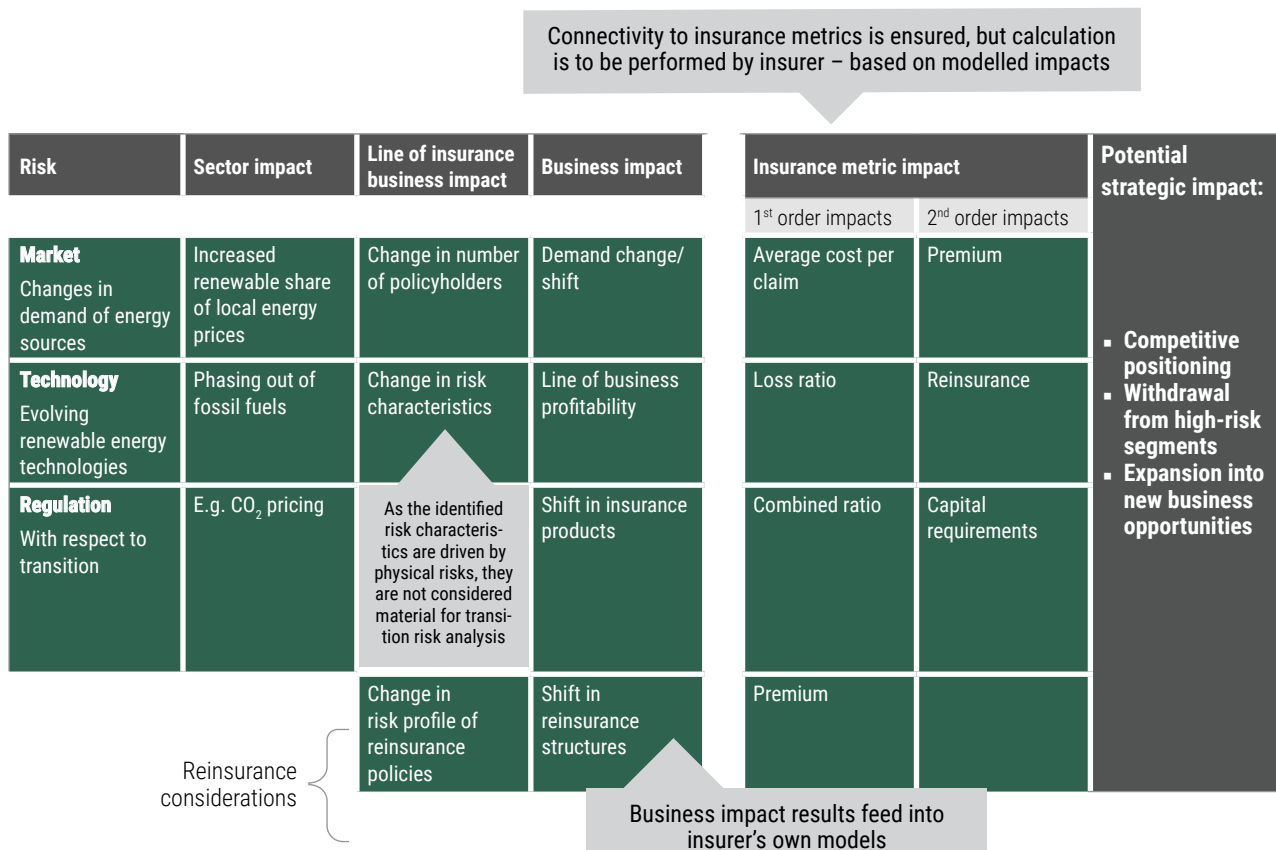 Connectivity to insurance metrics is ensured, but calculation
is to be performed by insurer – based on modelled impacts
Risk
Sector impact
Line of insurance
business impact
Business impact
Insurance metric impact
Potential
strategic impact:
1st order impacts
2nd order impacts
Market
Changes in
demand of energy
sources
Increased
renewable share
of local energy
prices
Change in number
of policyholders
Demand change/
shift
Average cost per
claim
Premium
Technology
Evolving
renewable energy
technologies
Phasing out of
fossil fuels
Change in risk
characteristics
Line of business
profitability
Loss ratio
Reinsurance
▪ Competitive
positioning
▪ Withdrawal
from high-risk
segments
▪ Expansion into
new business
opportunities
Regulation
With respect to
transition
E.g. CO₂ pricing
As the identified
risk characteris-
tics are driven by
physical risks, they
are not considered
material for transi-
tion risk analysis
Shift in insurance
products
Combined ratio
Capital
requirements
Reinsurance
considerations
Change in
risk profile of
reinsurance
policies
Shift in
reinsurance
structures
Premium
Business impact results feed into
insurer's own models